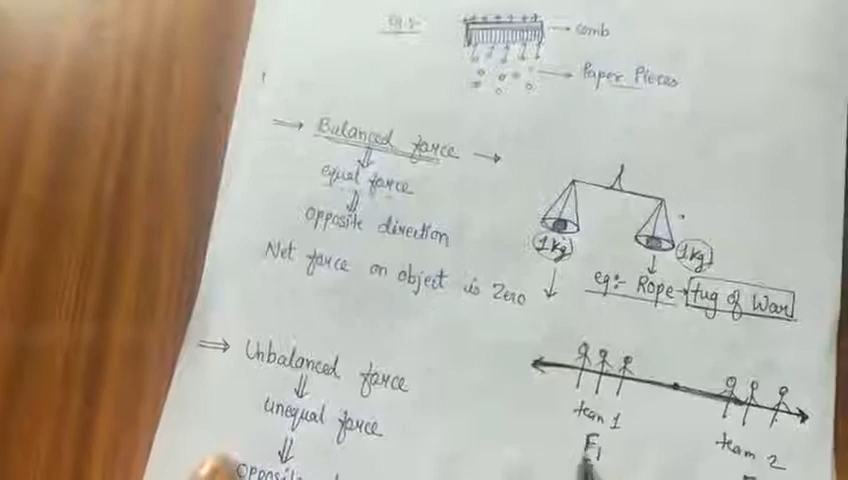 eg:-
comb
Paper Pieces
Balanced force
equal force
opposite direction
Net force on object is Zero
1kg
1kg
eg:- Rope → tug of War
Unbalanced force
unequal force
team 1
F1
team 2